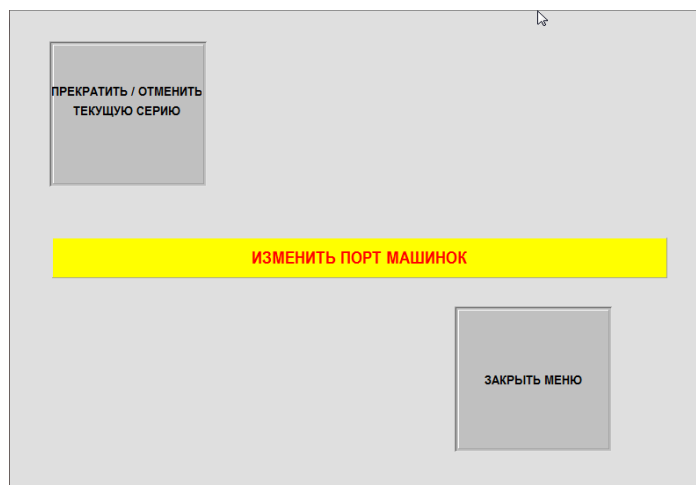 ПРЕКРАТИТЬ / ОТМЕНИТЬ
ТЕКУЩУЮ СЕРИЮ
ИЗМЕНИТЬ ПОРТ МАШИНОК
ЗАКРЫТЬ МЕНЮ